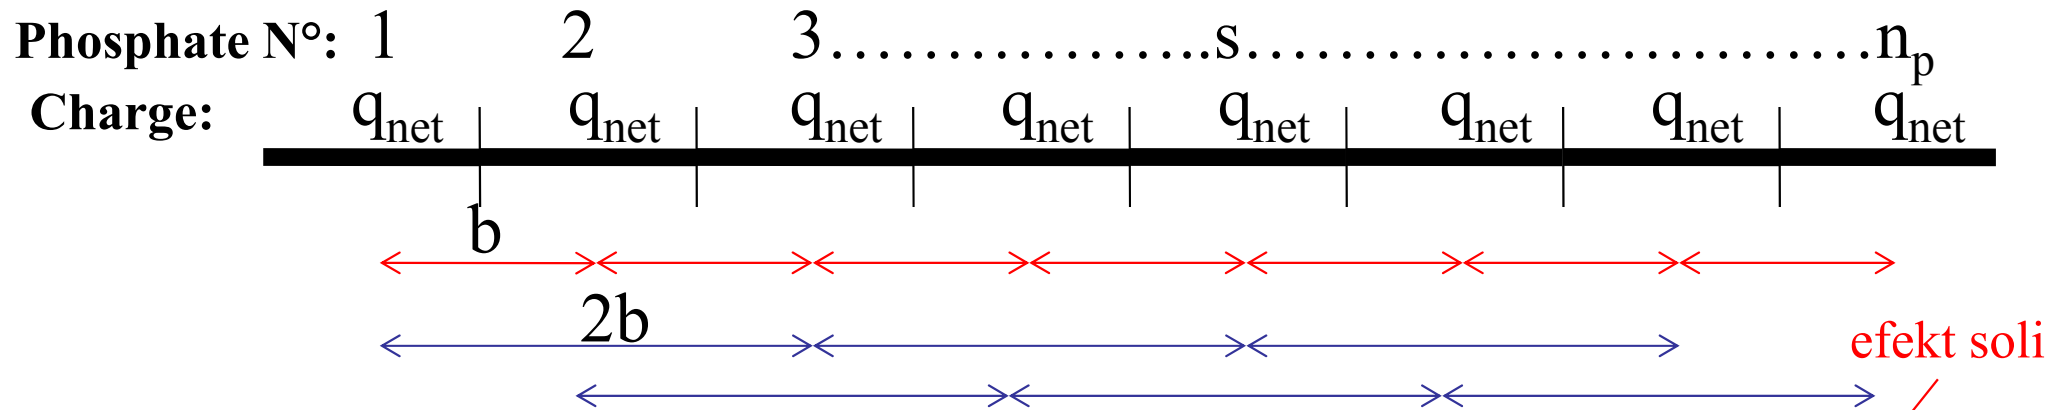 Phosphate N°: 1 2 3……………..s……………………….n_p
Charge: q_net q_net q_net q_net q_net q_net q_net q_net
b
2b
efekt soli